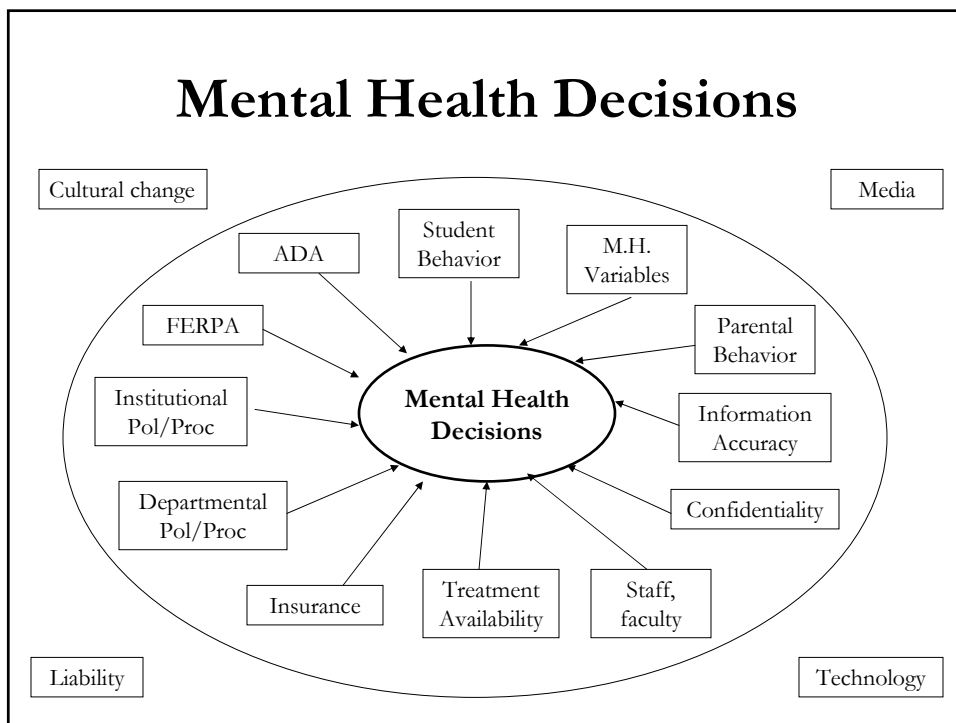 Mental Health Decisions
Cultural change
Media
Student
Behavior
M.H.
Variables
ADA
FERPA
Parental
Behavior
Institutional
Pol/Proc
Mental Health
Decisions
Information
Accuracy
Departmental
Pol/Proc
Confidentiality
Insurance
Treatment
Availability
Staff,
faculty
Liability
Technology